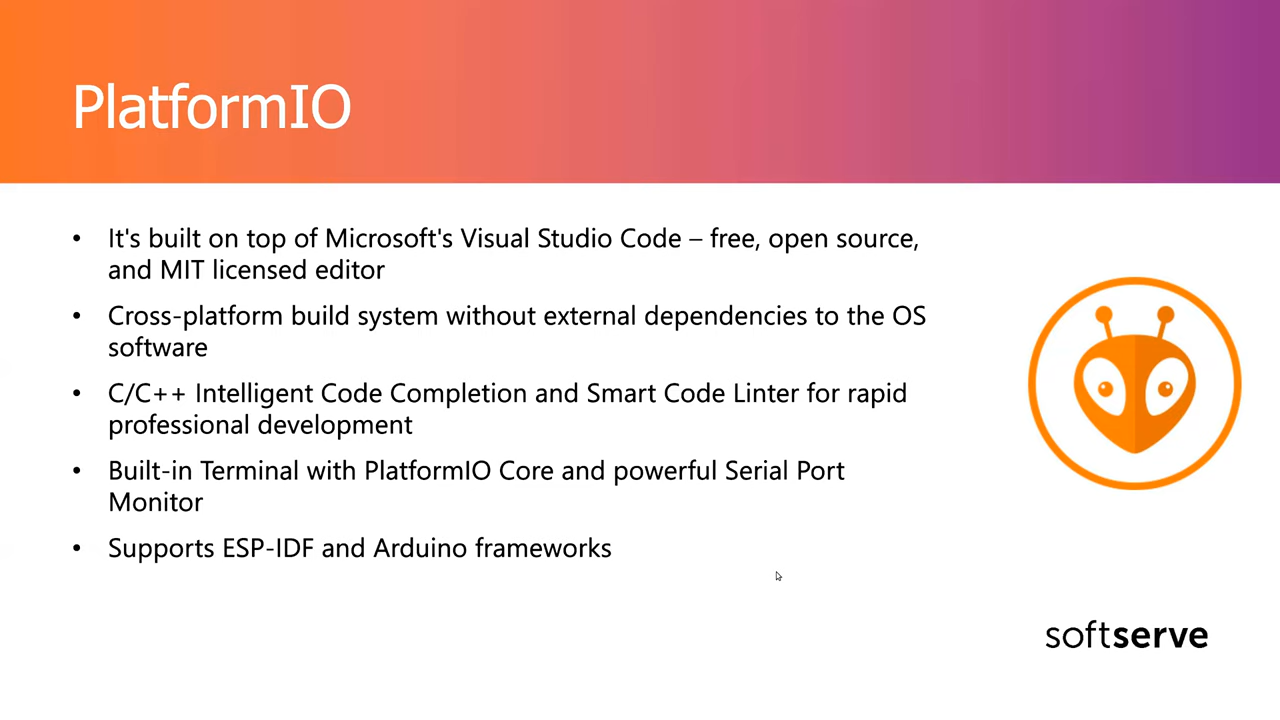 PlatformIO
• It's built on top of Microsoft's Visual Studio Code – free, open source,
and MIT licensed editor
• Cross-platform build system without external dependencies to the OS
software
• C/C++ Intelligent Code Completion and Smart Code Linter for rapid
professional development
• Built-in Terminal with PlatformIO Core and powerful Serial Port
Monitor
• Supports ESP-IDF and Arduino frameworks
softserve